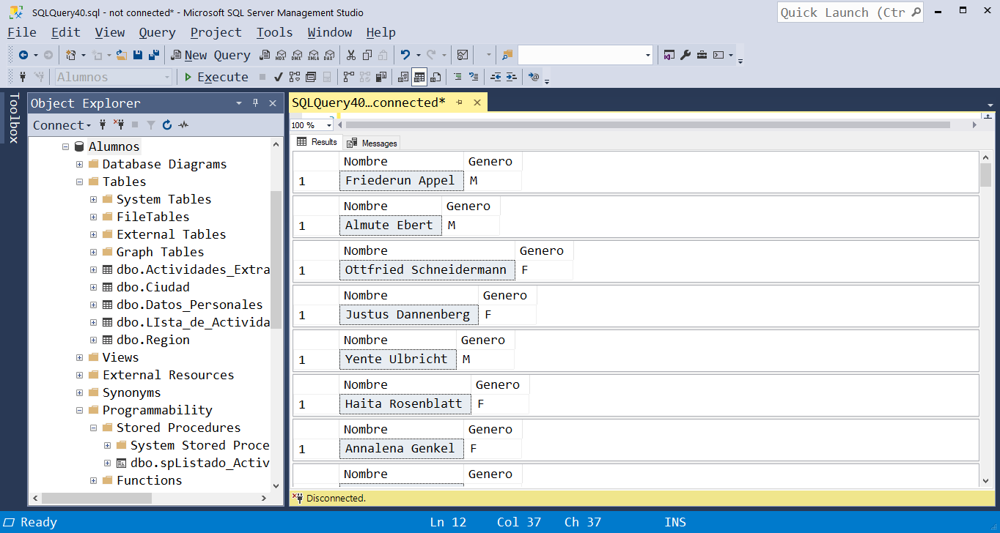 SQLQuery40.sql - not connected* - Microsoft SQL Server Management Studio
Quick Launch (Ctr
File Edit View Query Project Tools Window Help
New Query MDX DMX XMLA DAX
Alumnos Execute
Toolbox
Object Explorer
SQLQuery40…connected*
Connect
100 %
Results Messages
Alumnos
Database Diagrams
Tables
System Tables
FileTables
External Tables
Graph Tables
dbo.Actividades_Extra
dbo.Ciudad
dbo.Datos_Personales
dbo.LIsta_de_Activida
dbo.Region
Views
External Resources
Synonyms
Programmability
Stored Procedures
System Stored Proce
dbo.spListado_Activ
Functions
Nombre Genero
1 Friederun Appel M
Nombre Genero
1 Almute Ebert M
Nombre Genero
1 Ottfried Schneidermann F
Nombre Genero
1 Justus Dannenberg F
Nombre Genero
1 Yente Ulbricht M
Nombre Genero
1 Haita Rosenblatt F
Nombre Genero
1 Annalena Genkel F
Nombre Genero
Disconnected.
Ready Ln 12 Col 37 Ch 37 INS